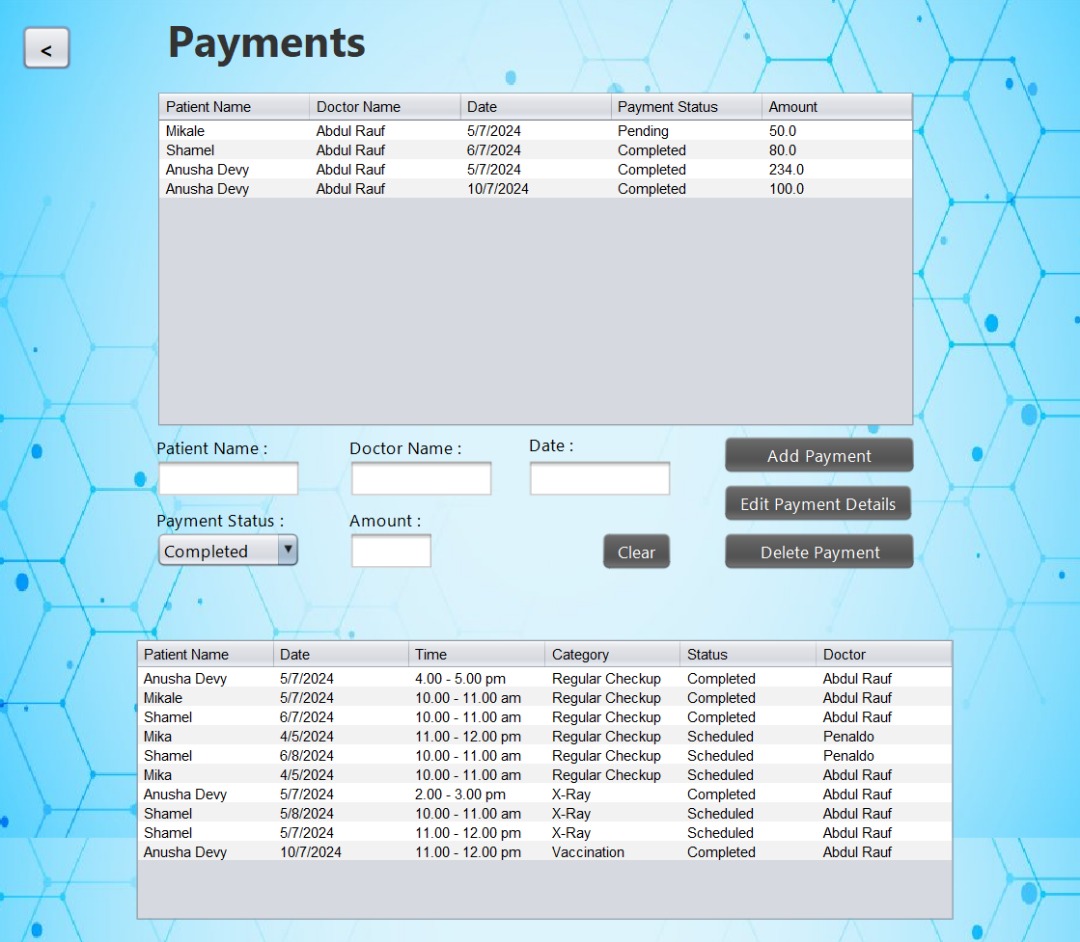 <
Payments
Patient Name Doctor Name Date Payment Status Amount
Mikale Abdul Rauf 5/7/2024 Pending 50.0
Shamel Abdul Rauf 6/7/2024 Completed 80.0
Anusha Devy Abdul Rauf 5/7/2024 Completed 234.0
Anusha Devy Abdul Rauf 10/7/2024 Completed 100.0
Patient Name : Doctor Name : Date :
Add Payment
Edit Payment Details
Payment Status : Amount :
Completed Clear Delete Payment
Patient Name Date Time Category Status Doctor
Anusha Devy 5/7/2024 4.00 - 5.00 pm Regular Checkup Completed Abdul Rauf
Mikale 5/7/2024 10.00 - 11.00 am Regular Checkup Completed Abdul Rauf
Shamel 6/7/2024 10.00 - 11.00 am Regular Checkup Completed Abdul Rauf
Mika 4/5/2024 11.00 - 12.00 pm Regular Checkup Scheduled Penaldo
Shamel 6/8/2024 10.00 - 11.00 am Regular Checkup Scheduled Penaldo
Mika 4/5/2024 10.00 - 11.00 am Regular Checkup Scheduled Abdul Rauf
Anusha Devy 5/7/2024 2.00 - 3.00 pm X-Ray Completed Abdul Rauf
Shamel 5/8/2024 10.00 - 11.00 am X-Ray Scheduled Abdul Rauf
Shamel 5/7/2024 11.00 - 12.00 pm X-Ray Scheduled Abdul Rauf
Anusha Devy 10/7/2024 11.00 - 12.00 pm Vaccination Completed Abdul Rauf